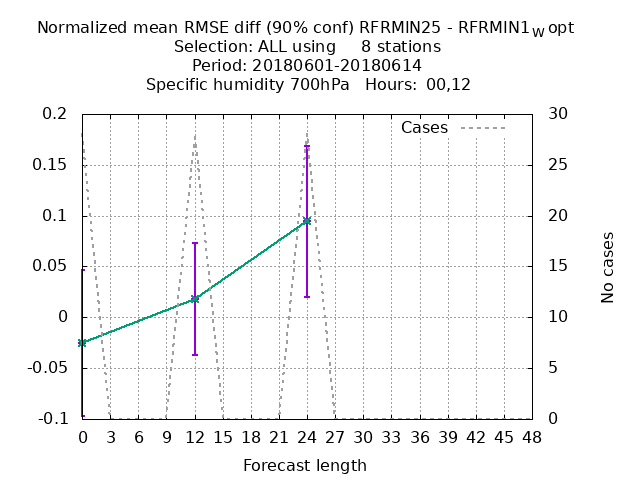 Normalized mean RMSE diff (90% conf) RFRMIN25 - RFRMIN1wopt
Selection: ALL using 8 stations
Period: 20180601-20180614
Specific humidity 700hPa Hours: 00,12
Cases
0.2
0.15
0.1
0.05
0
-0.05
-0.1
30
25
20
15
10
5
0
No cases
0 3 6 9 12 15 18 21 24 27 30 33 36 39 42 45 48
Forecast length